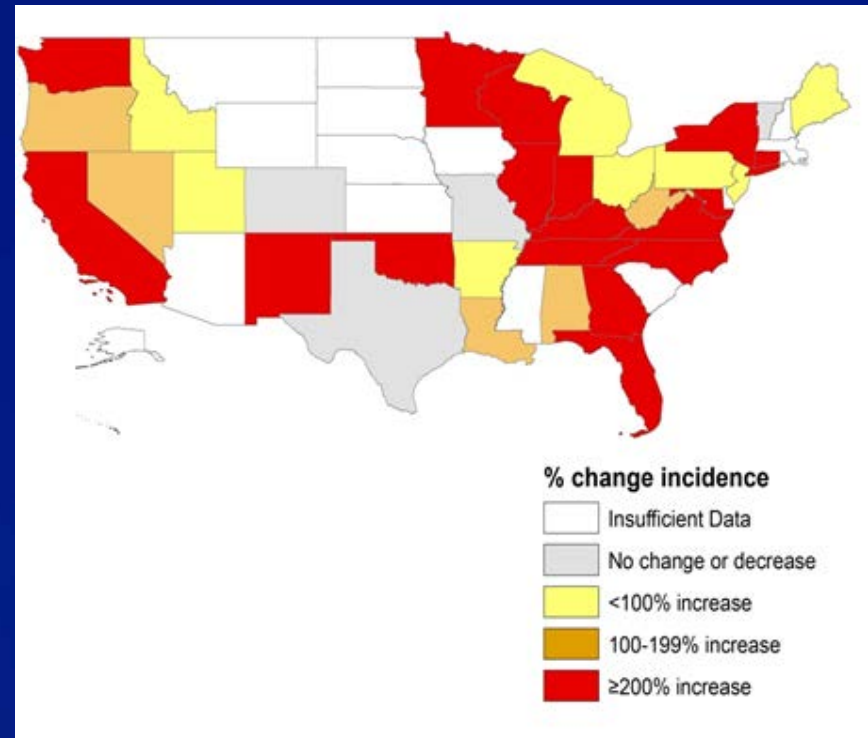 % change incidence
Insufficient Data
No change or decrease
<100% increase
100-199% increase
≥200% increase